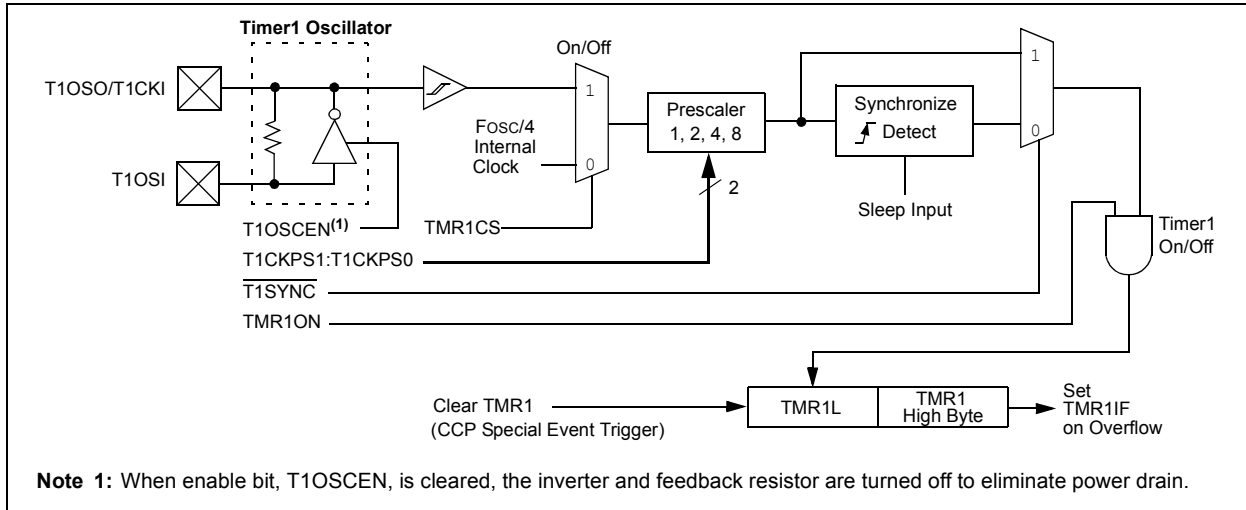 Timer1 Oscillator
On/Off
T1OSO/T1CKI
1
1
FOSC/4
Internal
Clock
0
Prescaler
1, 2, 4, 8
Synchronize
Detect
0
T1OSI
2
Sleep Input
T1OSCEN(1)
TMR1CS
Timer1
On/Off
T1CKPS1:T1CKPS0
T1SYNC
TMR1ON
Clear TMR1
(CCP Special Event Trigger)
TMR1L
TMR1
High Byte
Set
TMR1IF
on Overflow
Note 1: When enable bit, T1OSCEN, is cleared, the inverter and feedback resistor are turned off to eliminate power drain.